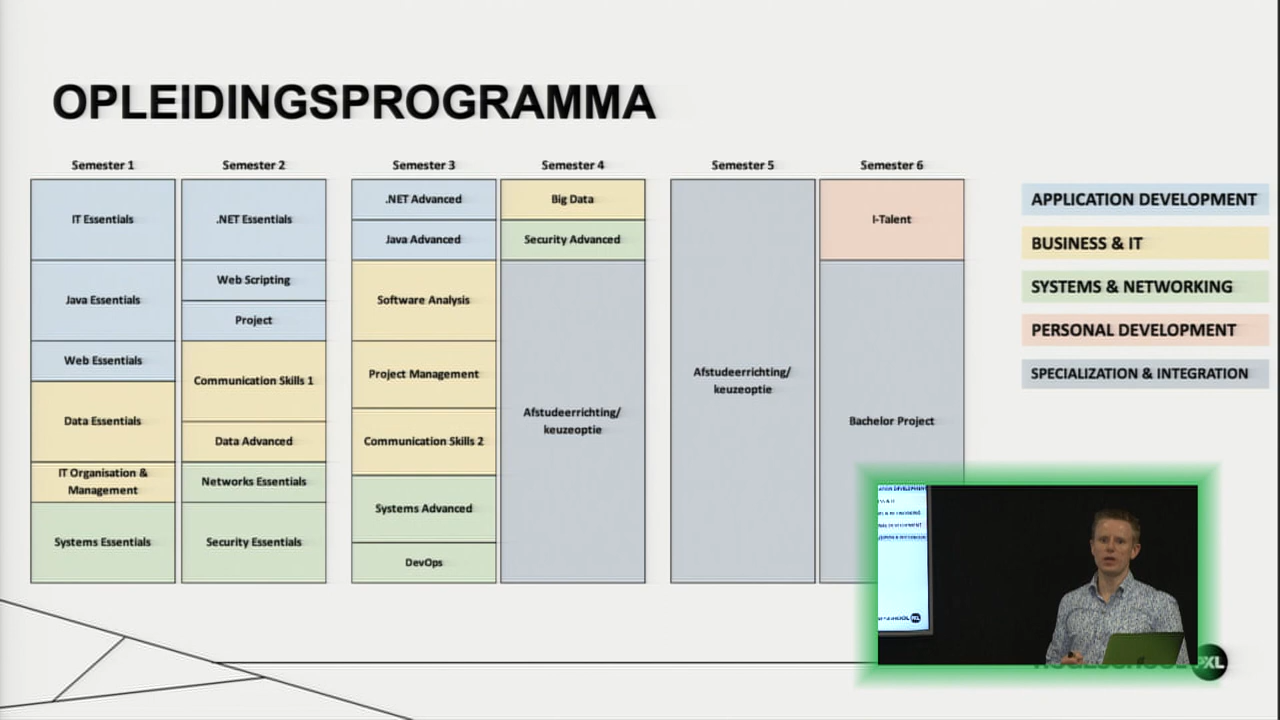 OPLEIDINGSPROGRAMMA
Semester 1
IT Essentials
Java Essentials
Web Essentials
Data Essentials
IT Organisation &
Management
Systems Essentials
Semester 2
.NET Essentials
Web Scripting
Project
Communication Skills 1
Data Advanced
Networks Essentials
Security Essentials
Semester 3
.NET Advanced
Java Advanced
Software Analysis
Project Management
Communication Skills 2
Systems Advanced
DevOps
Semester 4
Big Data
Security Advanced
Afstudeerrichting/
keuzeoptie
Semester 5
Afstudeerrichting/
keuzeoptie
Semester 6
I-Talent
Bachelor Project
APPLICATION DEVELOPMENT
BUSINESS & IT
SYSTEMS & NETWORKING
PERSONAL DEVELOPMENT
SPECIALIZATION & INTEGRATION
PXL